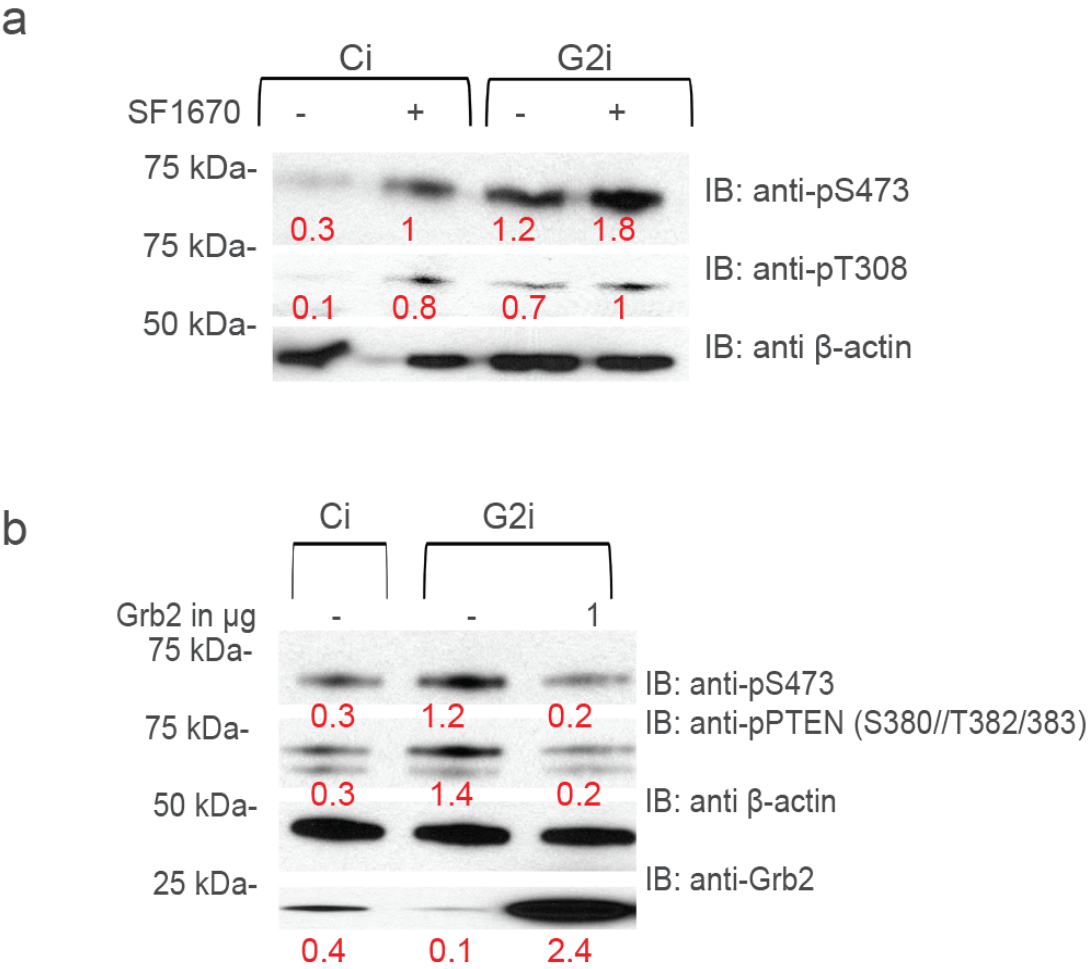 a
Ci G2i
SF1670 - + - +
75 kDa-
IB: anti-pS473
0.3 1 1.2 1.8
75 kDa-
IB: anti-pT308
0.1 0.8 0.7 1
50 kDa-
IB: anti β-actin
b
Ci G2i
Grb2 in µg - - 1
75 kDa-
IB: anti-pS473
0.3 1.2 0.2
IB: anti-pPTEN (S380//T382/383)
75 kDa-
0.3 1.4 0.2
50 kDa-
IB: anti β-actin
25 kDa-
IB: anti-Grb2
0.4 0.1 2.4